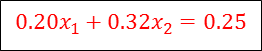 0.20x₁ + 0.32x₂ = 0.25